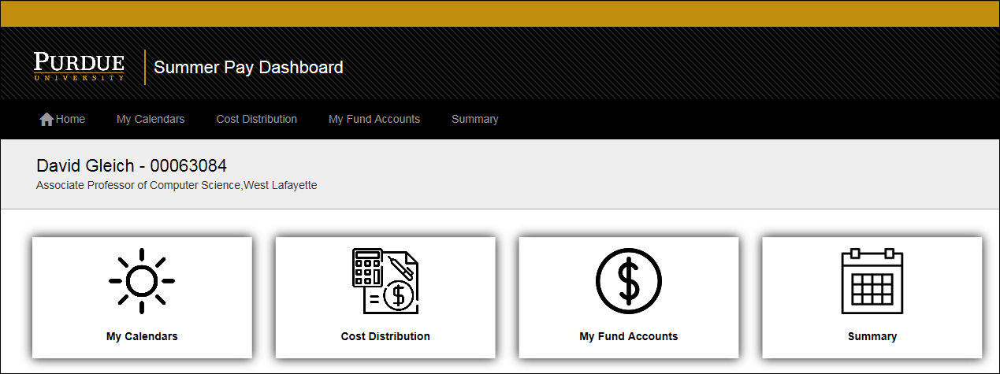 PURDUE
UNIVERSITY
Summer Pay Dashboard
Home My Calendars Cost Distribution My Fund Accounts Summary
David Gleich - 00063084
Associate Professor of Computer Science,West Lafayette
My Calendars Cost Distribution My Fund Accounts Summary